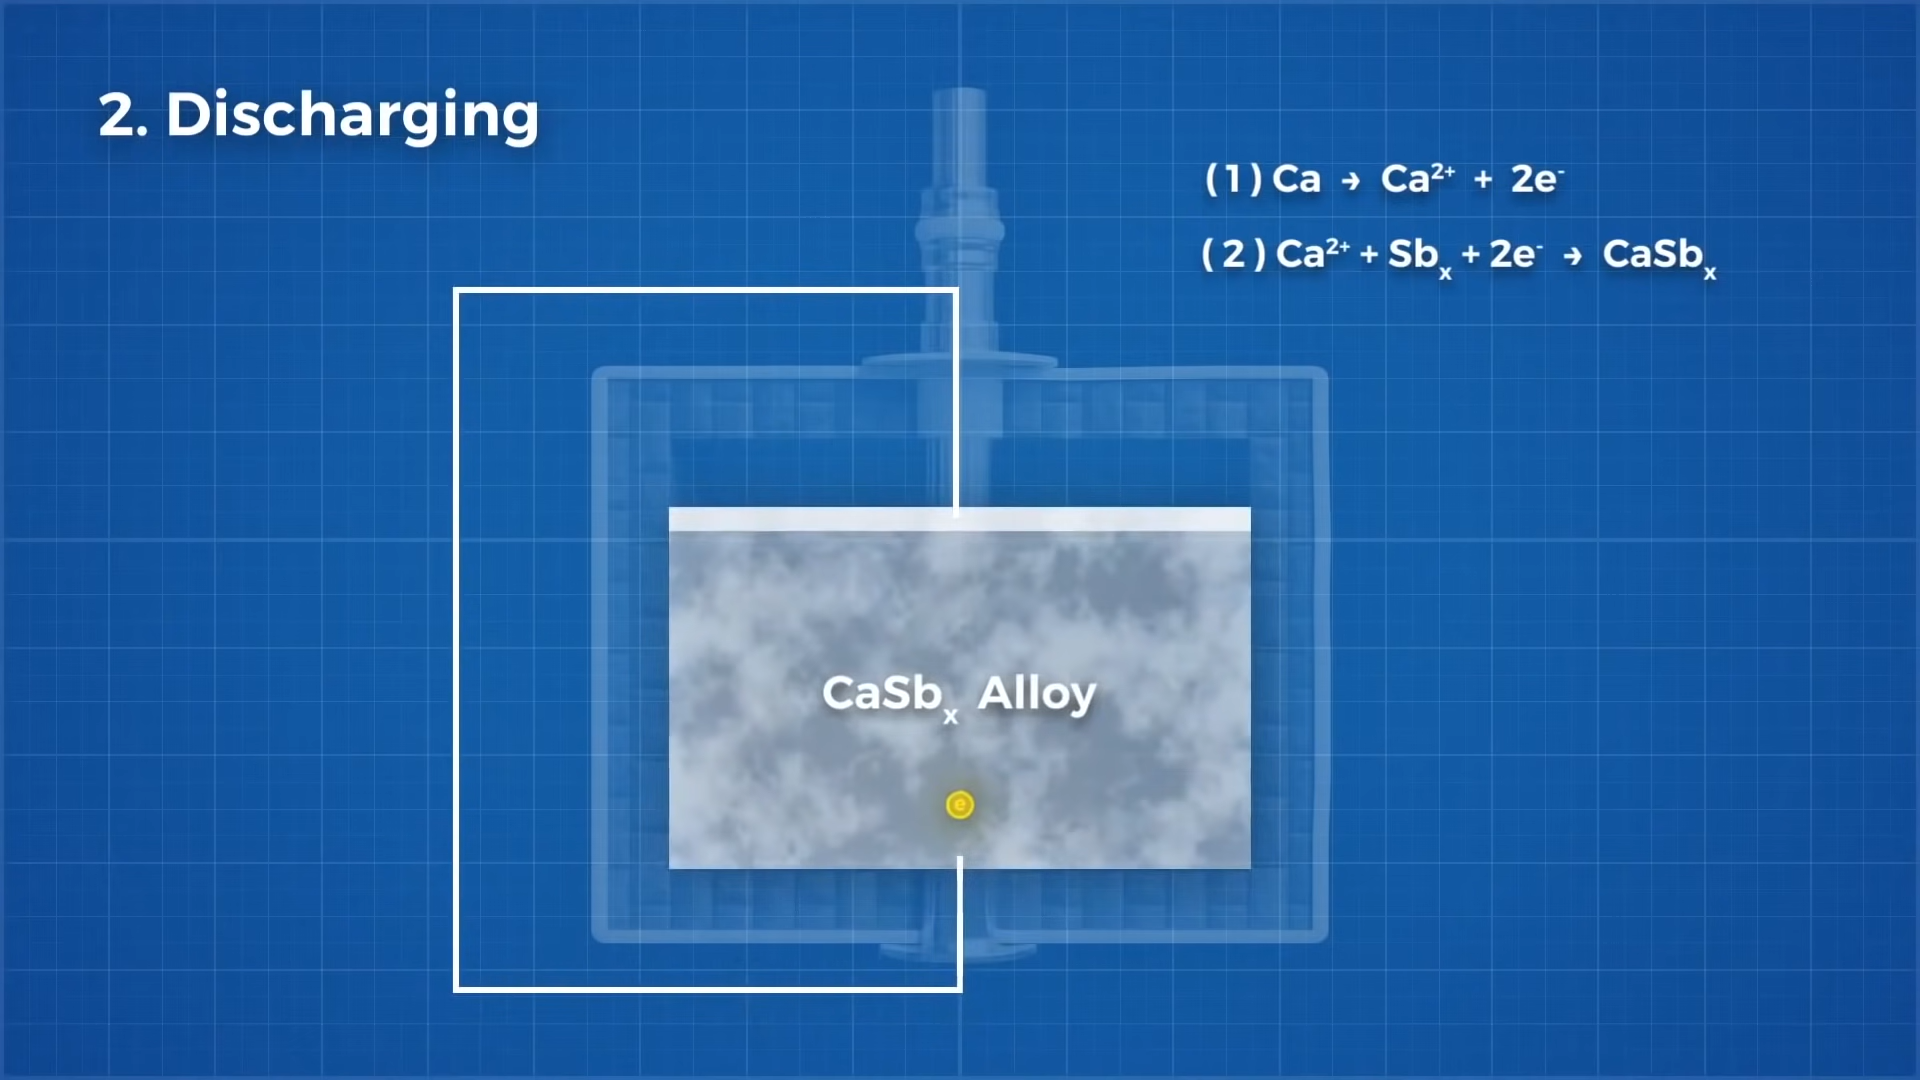 2. Discharging
(1) Ca → Ca²⁺ + 2e⁻
(2) Ca²⁺ + Sbₓ + 2e⁻ → CaSbₓ
CaSbₓ Alloy
e